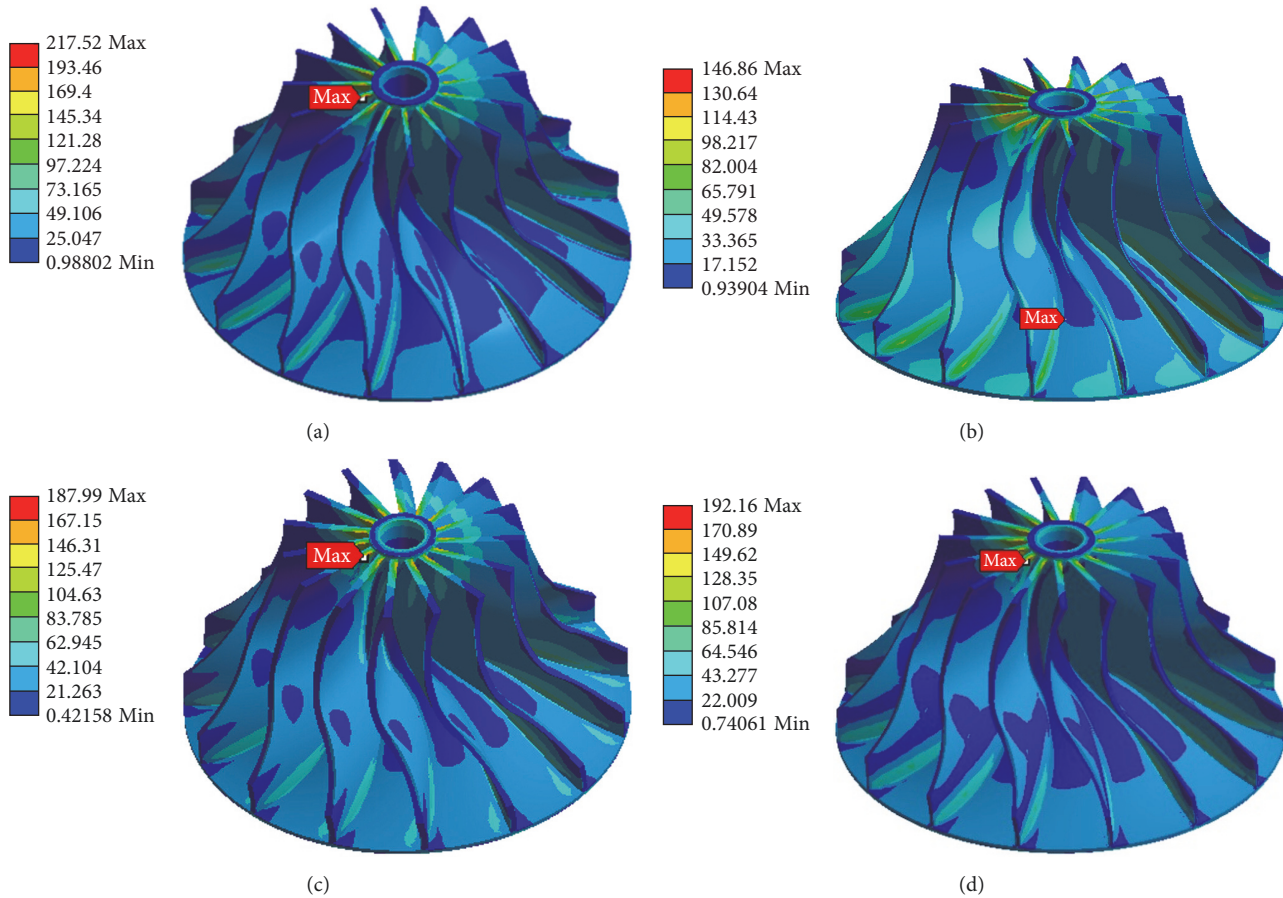 217.52 Max
193.46
169.4
145.34
121.28
97.224
73.165
49.106
25.047
0.98802 Min
Max
(a)
146.86 Max
130.64
114.43
98.217
82.004
65.791
49.578
33.365
17.152
0.93904 Min
Max
(b)
187.99 Max
167.15
146.31
125.47
104.63
83.785
62.945
42.104
21.263
0.42158 Min
Max
(c)
192.16 Max
170.89
149.62
128.35
107.08
85.814
64.546
43.277
22.009
0.74061 Min
Max
(d)